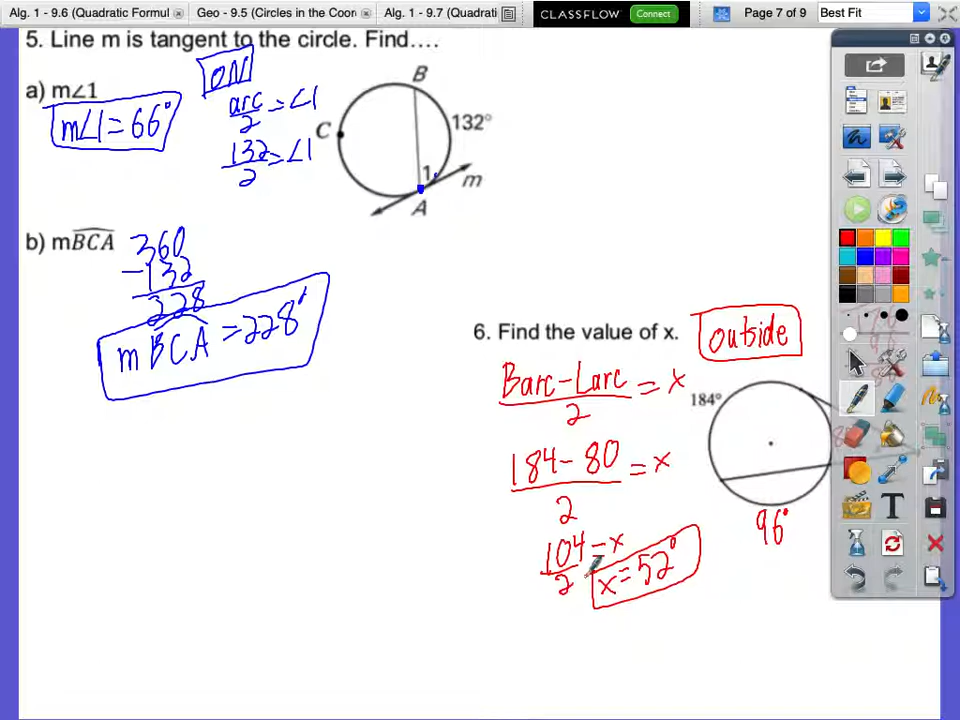 Alg. 1 - 9.6 (Quadratic Formul
Geo - 9.5 (Circles in the Coor
Alg. 1 - 9.7 (Quadrati
CLASSFLOW
Connect
Page 7 of 9
Best Fit
5. Line m is tangent to the circle. Find….
a) m∠1
m∠1 = 66°
ON
arc/2 = ∠1
132/2 = ∠1
B
C
132°
1
m
A
b) mBCA
360
-132
228
mBCA = 228°
6. Find the value of x.
outside
Barc - Larc / 2 = x
184 - 80 / 2 = x
104/2 = x
x = 52°
184°
96°
T